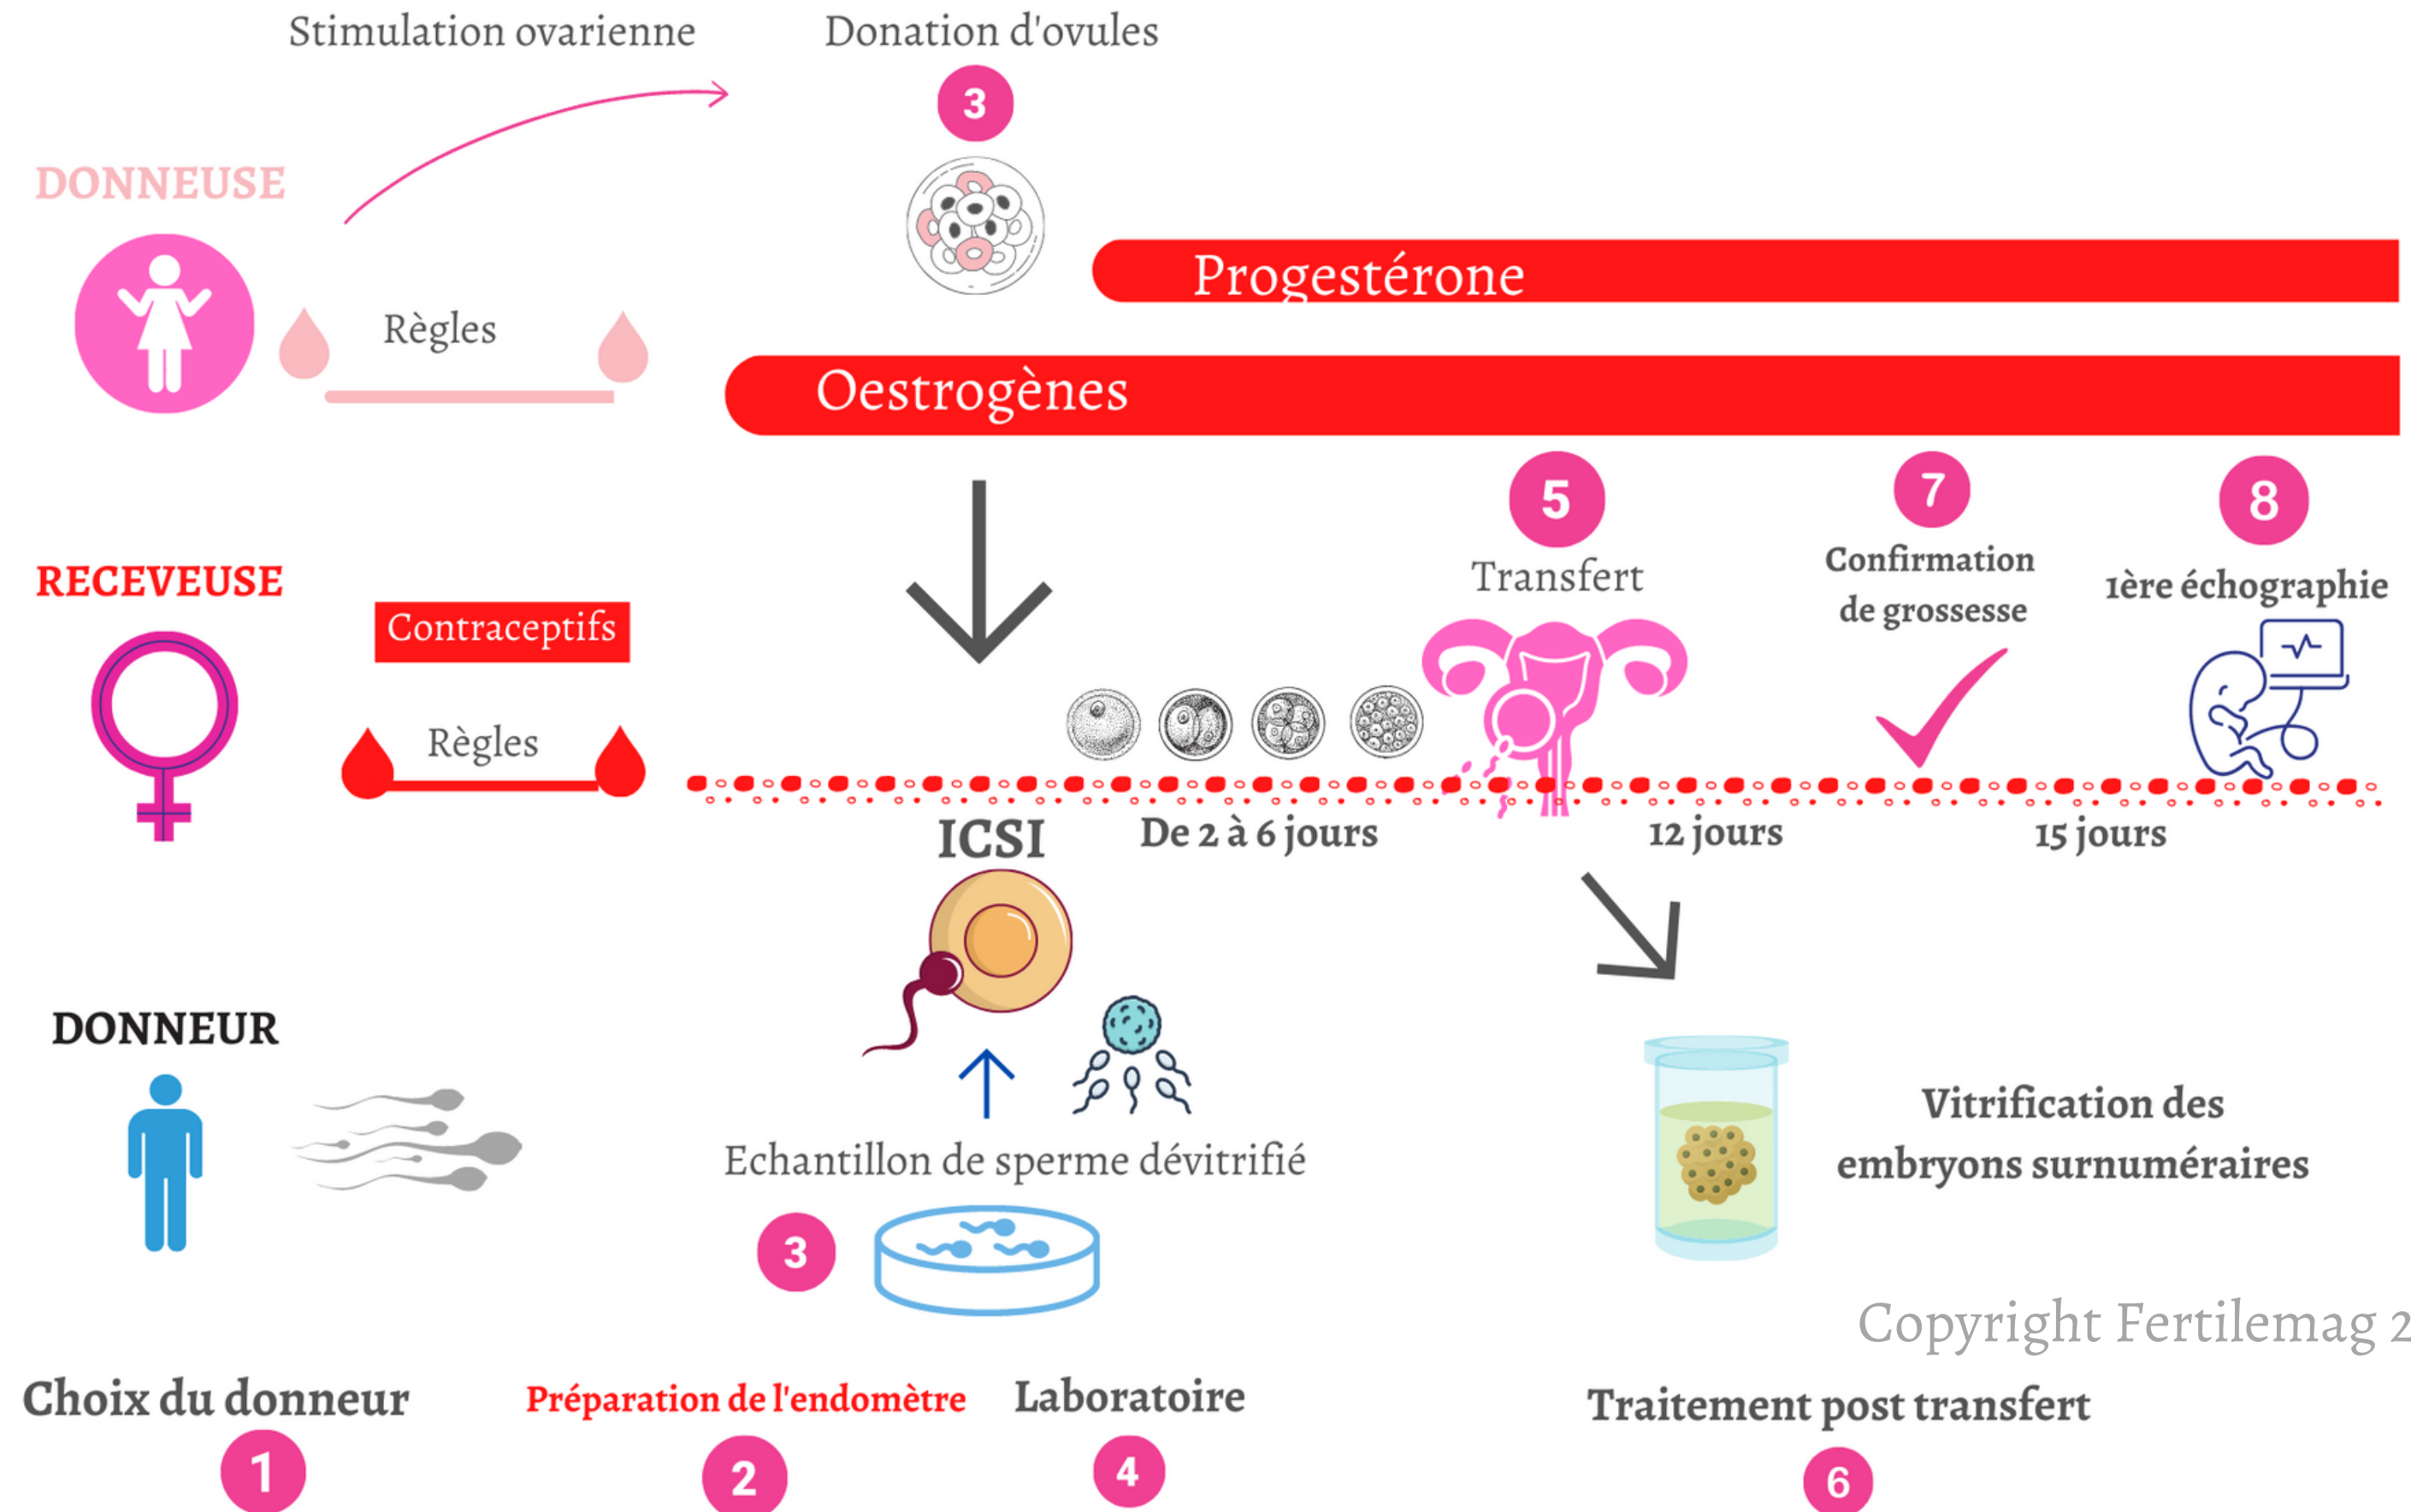 Stimulation ovarienne
Donation d'ovules
3
DONNEUSE
Règles
Progestérone
Oestrogènes
5
7
8
Transfert
Confirmation
de grossesse
1ère échographie
RECEVEUSE
Contraceptifs
Règles
ICSI
De 2 à 6 jours
12 jours
15 jours
DONNEUR
Echantillon de sperme dévitrifié
3
Vitrification des
embryons surnuméraires
Copyright Fertilemag 2
Choix du donneur
1
Préparation de l'endomètre
2
Laboratoire
4
Traitement post transfert
6